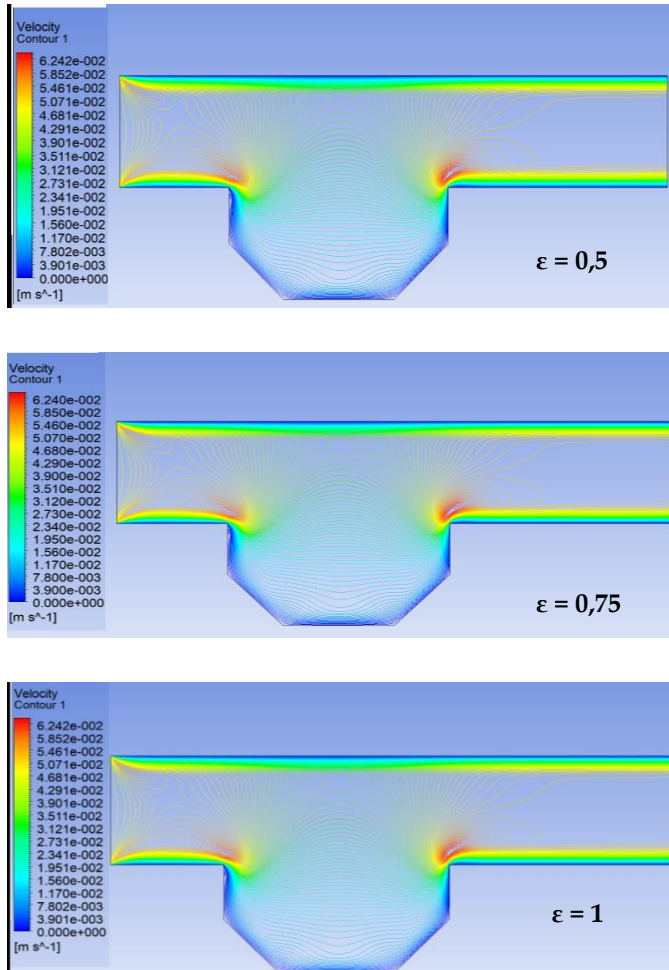 Velocity
Contour 1
6.242e-002
5.852e-002
5.461e-002
5.071e-002
4.681e-002
4.291e-002
3.901e-002
3.511e-002
3.121e-002
2.731e-002
2.341e-002
1.951e-002
1.560e-002
1.170e-002
7.802e-003
3.901e-003
0.000e+000
[m s^-1]
ε = 0,5
Velocity
Contour 1
6.240e-002
5.850e-002
5.460e-002
5.070e-002
4.680e-002
4.290e-002
3.900e-002
3.510e-002
3.120e-002
2.730e-002
2.340e-002
1.950e-002
1.560e-002
1.170e-002
7.800e-003
3.900e-003
0.000e+000
[m s^-1]
ε = 0,75
Velocity
Contour 1
6.242e-002
5.852e-002
5.461e-002
5.071e-002
4.681e-002
4.291e-002
3.901e-002
3.511e-002
3.121e-002
2.731e-002
2.341e-002
1.951e-002
1.560e-002
1.170e-002
7.802e-003
3.901e-003
0.000e+000
[m s^-1]
ε = 1